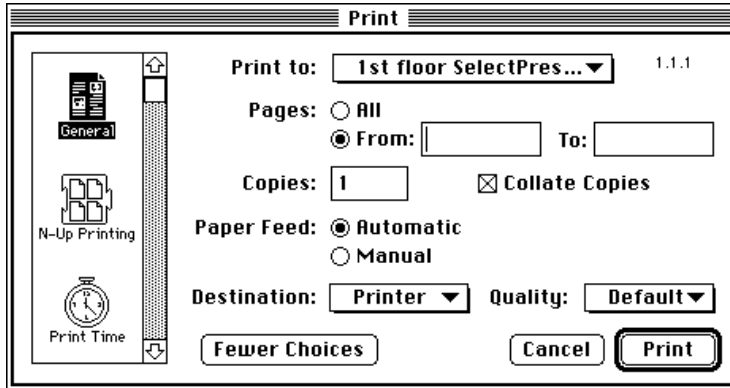 Print
Print to: 1st floor SelectPres... 1.1.1
General
Pages: All
From: To:
Copies: 1 Collate Copies
N-Up Printing
Paper Feed: Automatic
Manual
Destination: Printer Quality: Default
Print Time
Fewer Choices Cancel Print